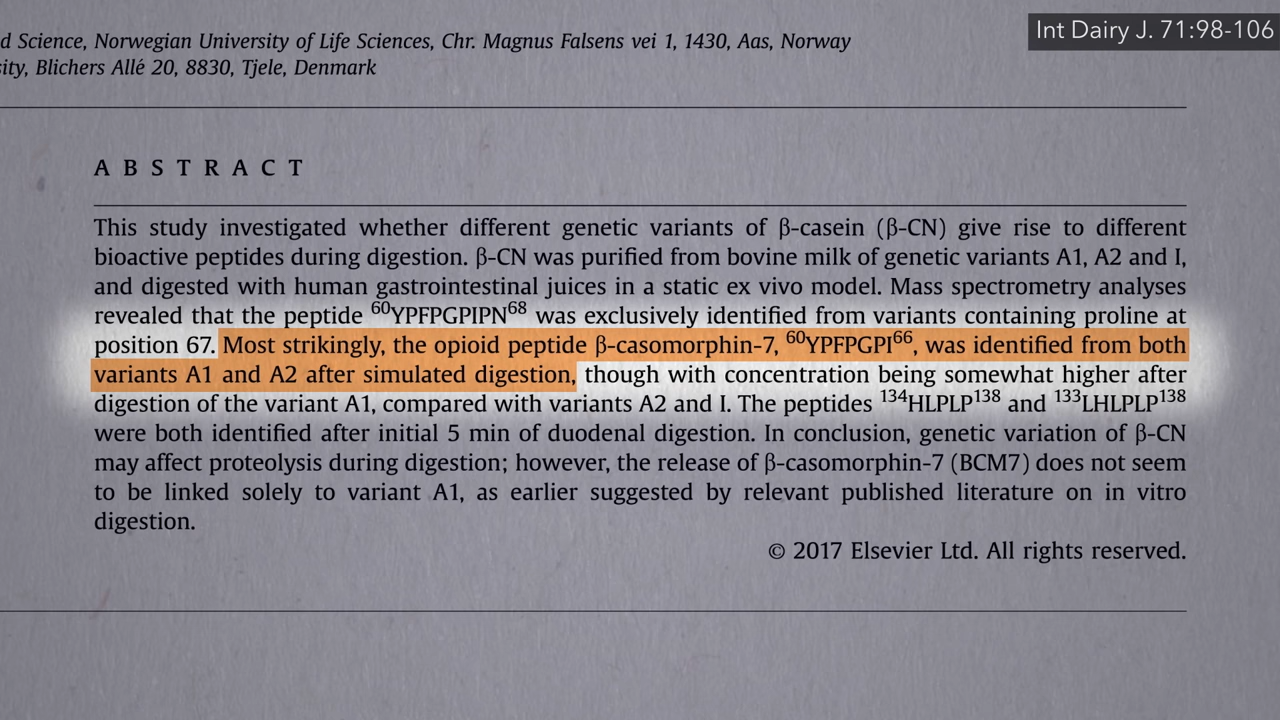 Int Dairy J. 71:98-106
d Science, Norwegian University of Life Sciences, Chr. Magnus Falsens vei 1, 1430, Aas, Norway
sity, Blichers Allé 20, 8830, Tjele, Denmark
ABSTRACT
This study investigated whether different genetic variants of β-casein (β-CN) give rise to different
bioactive peptides during digestion. β-CN was purified from bovine milk of genetic variants A1, A2 and I,
and digested with human gastrointestinal juices in a static ex vivo model. Mass spectrometry analyses
revealed that the peptide ⁶⁰YPFPGPIPN⁶⁸ was exclusively identified from variants containing proline at
position 67. Most strikingly, the opioid peptide β-casomorphin-7, ⁶⁰YPFPGPI⁶⁶, was identified from both
variants A1 and A2 after simulated digestion, though with concentration being somewhat higher after
digestion of the variant A1, compared with variants A2 and I. The peptides ¹³⁴HLPLP¹³⁸ and ¹³³LHLPLP¹³⁸
were both identified after initial 5 min of duodenal digestion. In conclusion, genetic variation of β-CN
may affect proteolysis during digestion; however, the release of β-casomorphin-7 (BCM7) does not seem
to be linked solely to variant A1, as earlier suggested by relevant published literature on in vitro
digestion.
© 2017 Elsevier Ltd. All rights reserved.